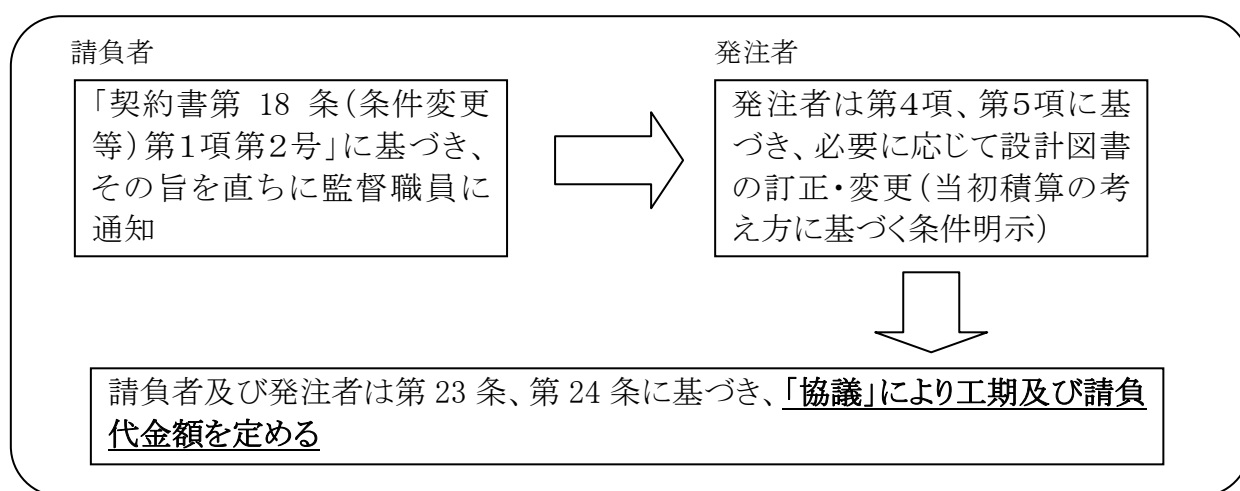 請負者
「契約書第 18 条(条件変更
等)第1項第2号」に基づき、
その旨を直ちに監督職員に
通知
発注者
発注者は第4項、第5項に基
づき、必要に応じて設計図書
の訂正・変更(当初積算の考
え方に基づく条件明示)
請負者及び発注者は第 23 条、第 24 条に基づき、「協議」により工期及び請負
代金額を定める